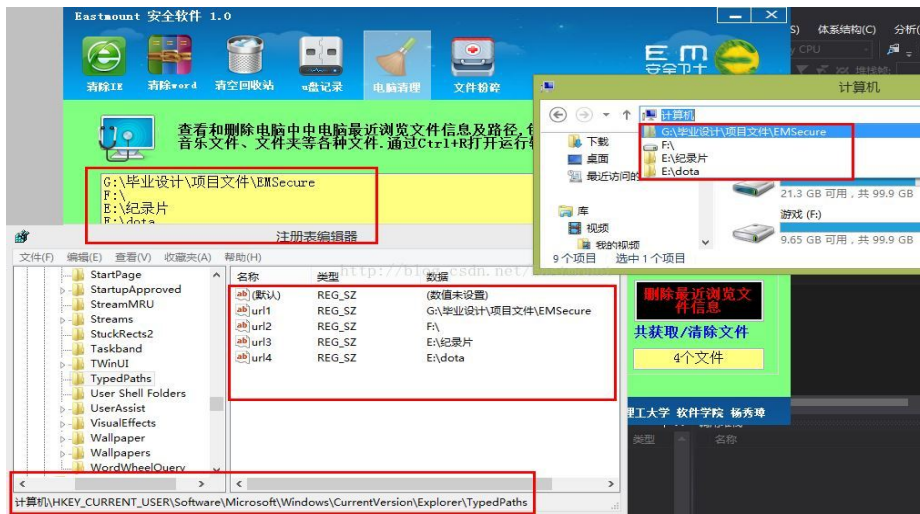 Eastmount 安全软件 1.0
S) 体系结构(C) 分析(
CPU
堆栈帧:
清除IE 清除word 清空回收站 u盘记录 电脑清理 文件粉碎
EM
安全卫士
查看和删除电脑中中电脑最近浏览文件信息及路径,
音乐文件、文件夹等各种文件.通过Ctrl+R打开运行
G:\毕业设计\项目文件\EMSecure
F:\
E:\纪录片
E:\dota
计算机
计算机
G:\毕业设计\项目文件\EMSecure
F:\
E:\纪录片
E:\dota
下载
桌面
最近访问的
库
视频
我的视频
21.3 GB 可用,共 99.9 GB
游戏 (F:)
9.65 GB 可用,共 99.9 GB
9个项目 选中1个项目
注册表编辑器
文件(F) 编辑(E) 查看(V) 收藏夹(A) 帮助(H)
StartPage
StartupApproved
StreamMRU
Streams
StuckRects2
Taskband
TWinUI
TypedPaths
User Shell Folders
UserAssist
VisualEffects
Wallpaper
Wallpapers
WordWheelQuery
名称 类型 数据
(默认) REG_SZ (数值未设置)
url1 REG_SZ G:\毕业设计\项目文件\EMSecure
url2 REG_SZ F:\
url3 REG_SZ E:\纪录片
url4 REG_SZ E:\dota
删除最近浏览文
件信息
共获取/清除文件
4个文件
理工大学 软件学院 杨秀璋
类型 名称
计算机\HKEY_CURRENT_USER\Software\Microsoft\Windows\CurrentVersion\Explorer\TypedPaths